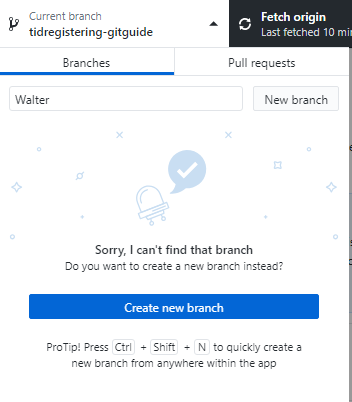 Current branch
tidregistering-gitguide
Fetch origin
Last fetched 10 min
Branches
Pull requests
Walter
New branch
Sorry, I can't find that branch
Do you want to create a new branch instead?
Create new branch
ProTip! Press Ctrl + Shift + N to quickly create a
new branch from anywhere within the app